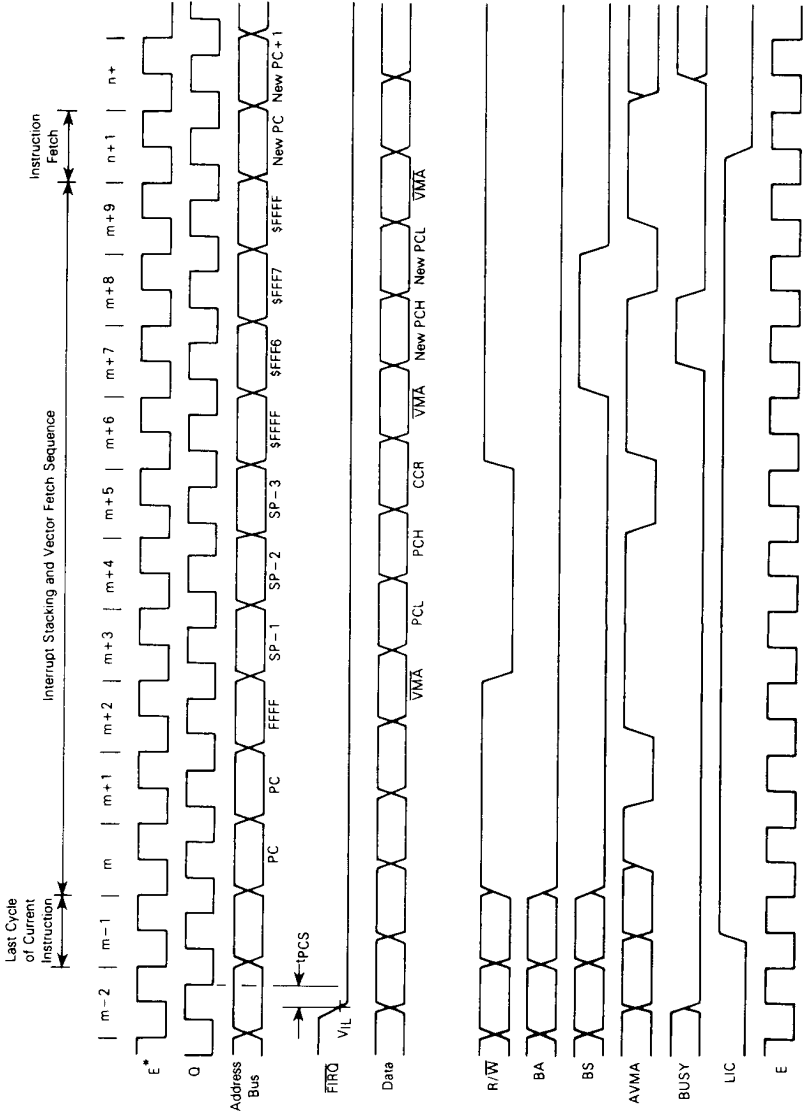 Last Cycle
of Current
Instruction
Interrupt Stacking and Vector Fetch Sequence
Instruction
Fetch
| m-2 | m-1 | m | m+1 | m+2 | m+3 | m+4 | m+5 | m+6 | m+7 | m+8 | m+9 | n+1 | n+ |
E*
Q
Address
Bus
PC PC FFFF SP-1 SP-2 SP-3 $FFFF $FFF6 $FFF7 $FFFF New PC New PC+1
tPCS
VIL
FIRQ
Data
VMA PCL PCH CCR VMA New PCH New PCL VMA
R/W
BA
BS
AVMA
BUSY
LIC
E